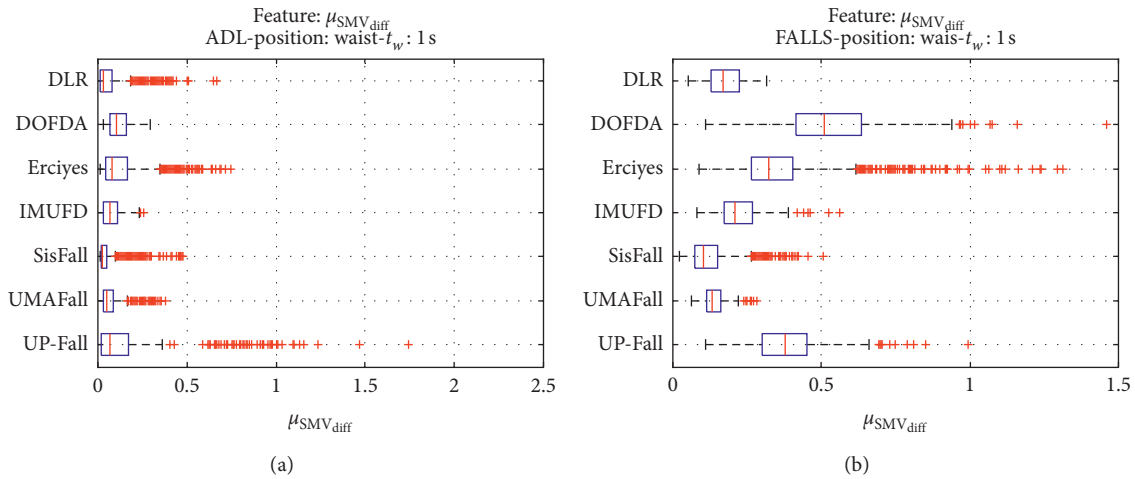 Feature: μSMVdiff
ADL-position: waist-tw: 1 s
DLR
DOFDA
Erciyes
IMUFD
SisFall
UMAFall
UP-Fall
0 0.5 1 1.5 2 2.5
μSMVdiff
(a)
Feature: μSMVdiff
FALLS-position: wais-tw: 1 s
DLR
DOFDA
Erciyes
IMUFD
SisFall
UMAFall
UP-Fall
0 0.5 1 1.5
μSMVdiff
(b)